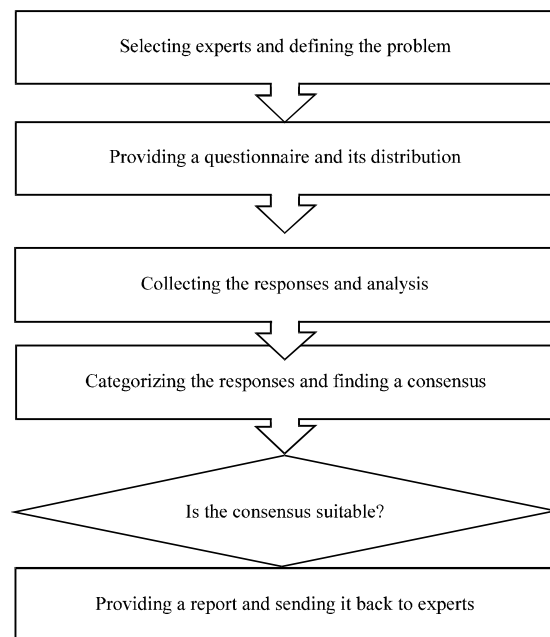 Selecting experts and defining the problem
Providing a questionnaire and its distribution
Collecting the responses and analysis
Categorizing the responses and finding a consensus
Is the consensus suitable?
Providing a report and sending it back to experts